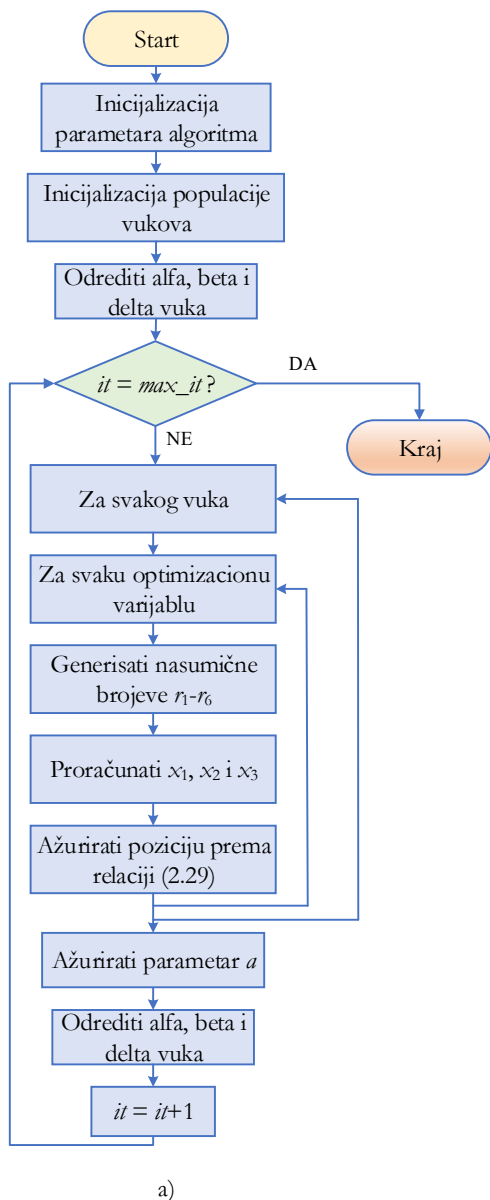 Start
Inicijalizacija
parametara algoritma
Inicijalizacija populacije
vukova
Odrediti alfa, beta i
delta vuka
it = max_it ?
DA
Kraj
NE
Za svakog vuka
Za svaku optimizacionu
varijablu
Generisati nasumične
brojeve r₁-r₆
Proračunati x₁, x₂ i x₃
Ažurirati poziciju prema
relaciji (2.29)
Ažurirati parametar a
Odrediti alfa, beta i
delta vuka
it = it+1
a)